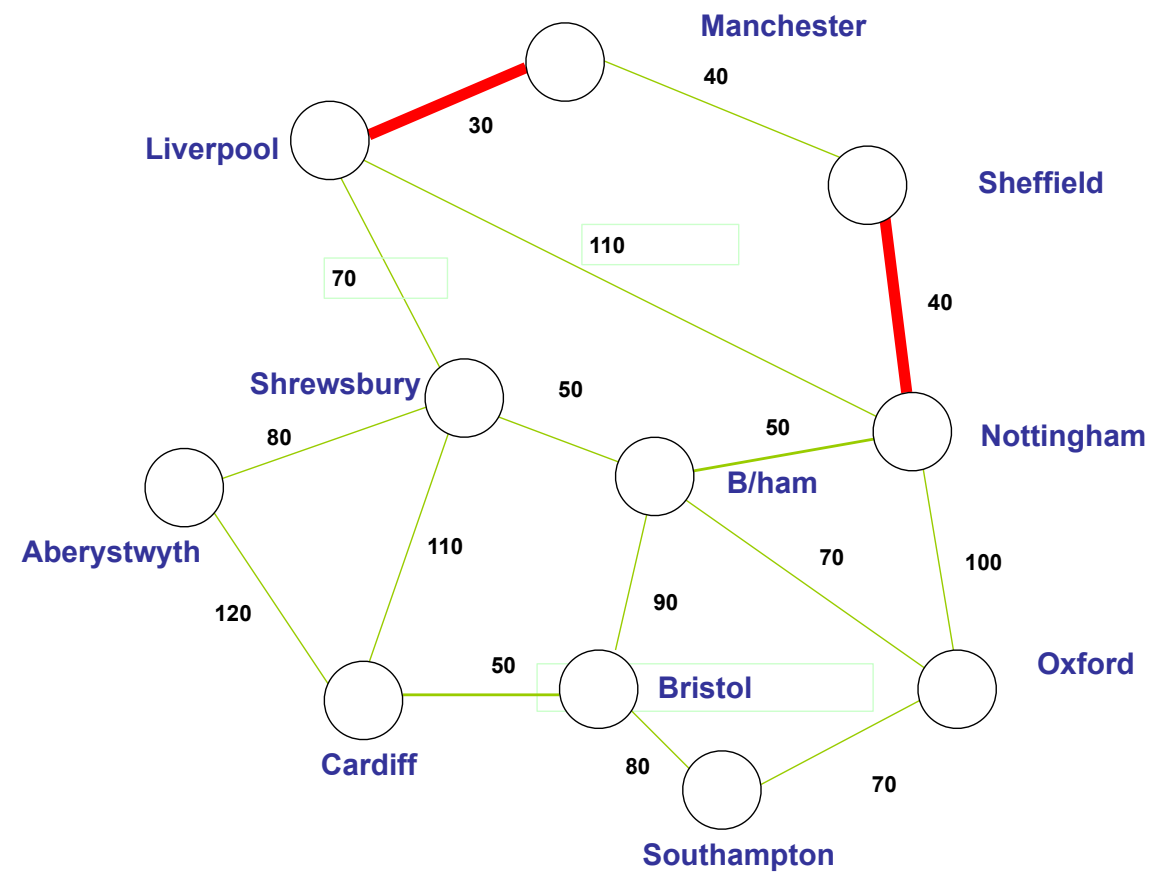 Manchester
40
30
Liverpool
Sheffield
110
70
40
Shrewsbury
50
50
80
Nottingham
B/ham
Aberystwyth
110
70
100
120
90
50
Bristol
Oxford
Cardiff
80
70
Southampton